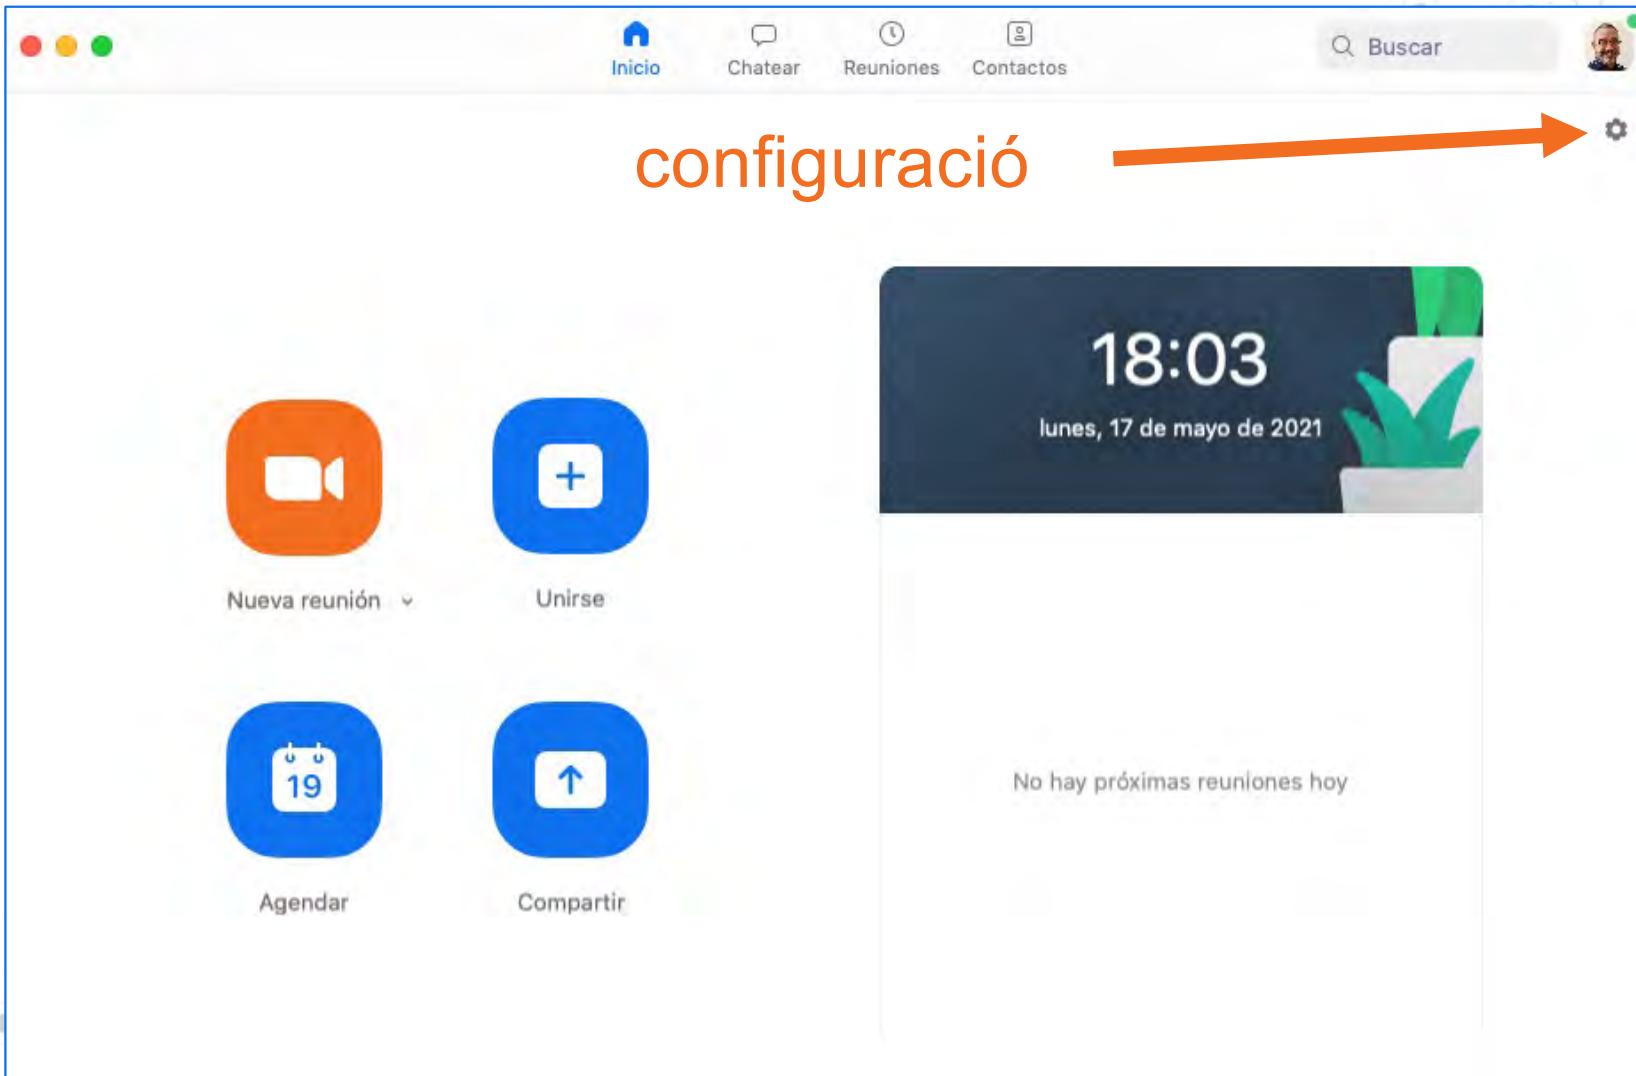 Inicio
Chatear
Reuniones
Contactos
Buscar
configuració
18:03
lunes, 17 de mayo de 2021
Nueva reunión
Unirse
19
Agendar
Compartir
No hay próximas reuniones hoy